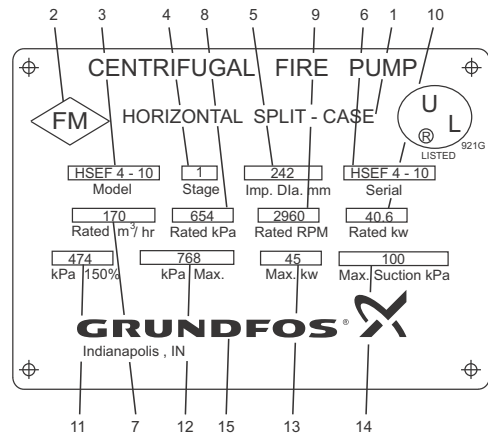 2 3 8 4 5 9 6 1 10
CENTRIFUGAL FIRE PUMP
FM
HORIZONTAL SPLIT - CASE
U L
®
LISTED 921G
HSEF 4 - 10 1 242 HSEF 4 - 10
Model Stage Imp. DIa. mm Serial
170 654 2960 40.6
Rated m³/ hr Rated kPa Rated RPM Rated kw
474 768 45 100
kPa 150% kPa Max. Max. kw Max. Suction kPa
GRUNDFOS®
Indianapolis , IN
11 7 12 15 13 14